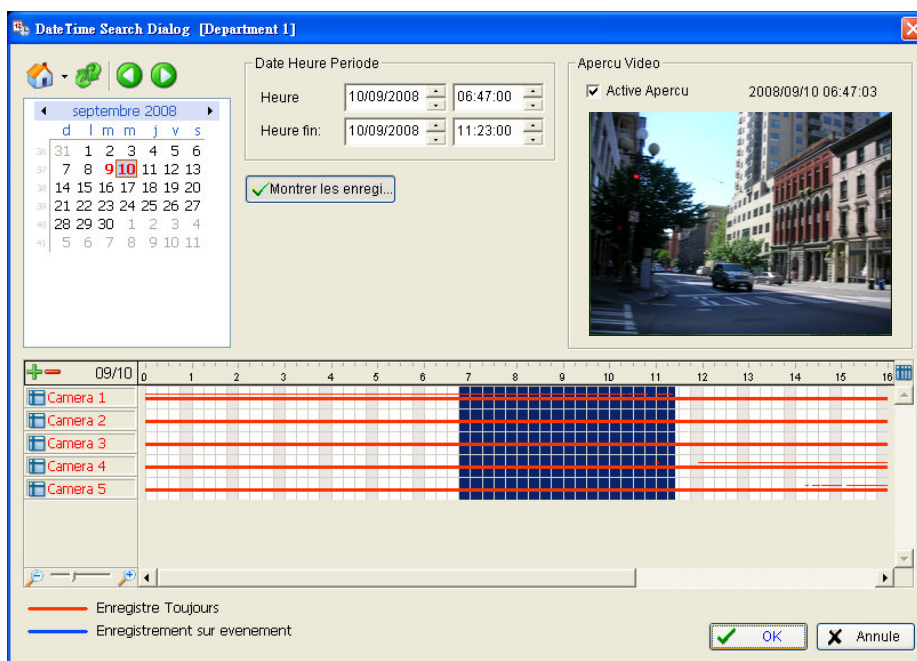 DateTime Search Dialog [Department 1]
septembre 2008
d l m m j v s
36 31 1 2 3 4 5 6
37 7 8 9 10 11 12 13
38 14 15 16 17 18 19 20
39 21 22 23 24 25 26 27
40 28 29 30 1 2 3 4
41 5 6 7 8 9 10 11
Date Heure Periode
Heure 10/09/2008 06:47:00
Heure fin: 10/09/2008 11:23:00
Montrer les enregi...
Apercu Video
Active Apercu 2008/09/10 06:47:03
09/10 0 1 2 3 4 5 6 7 8 9 10 11 12 13 14 15 16
Camera 1
Camera 2
Camera 3
Camera 4
Camera 5
Enregistre Toujours
Enregistrement sur evenement
OK
Annule